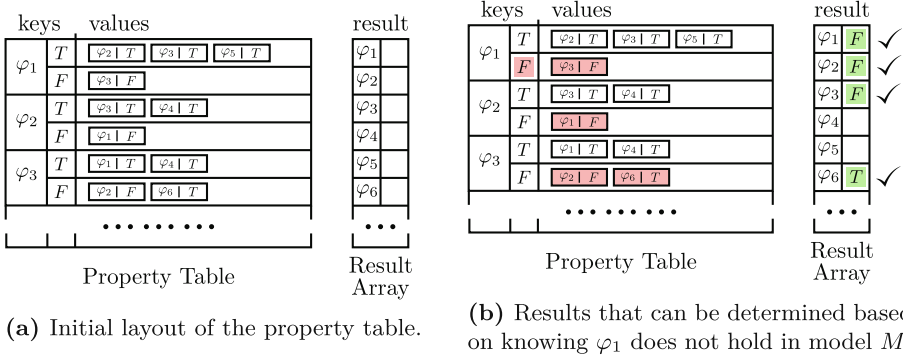 keys values result
φ1 T φ2 | T φ3 | T φ5 | T φ1
F φ3 | F φ2
φ2 T φ3 | T φ4 | T φ3
F φ1 | F φ4
φ3 T φ1 | T φ4 | T φ5
F φ2 | F φ6 | T φ6
•••••••••
•••
Property Table
Result
Array
(a) Initial layout of the property table.
keys values result
φ1 T φ2 | T φ3 | T φ5 | T φ1 F ✓
F φ3 | F φ2 F ✓
φ2 T φ3 | T φ4 | T φ3 F ✓
F φ1 | F φ4
φ3 T φ1 | T φ4 | T φ5
F φ2 | F φ6 | T φ6 T ✓
•••••••••
•••
Property Table
Result
Array
(b) Results that can be determined based
on knowing φ1 does not hold in model M